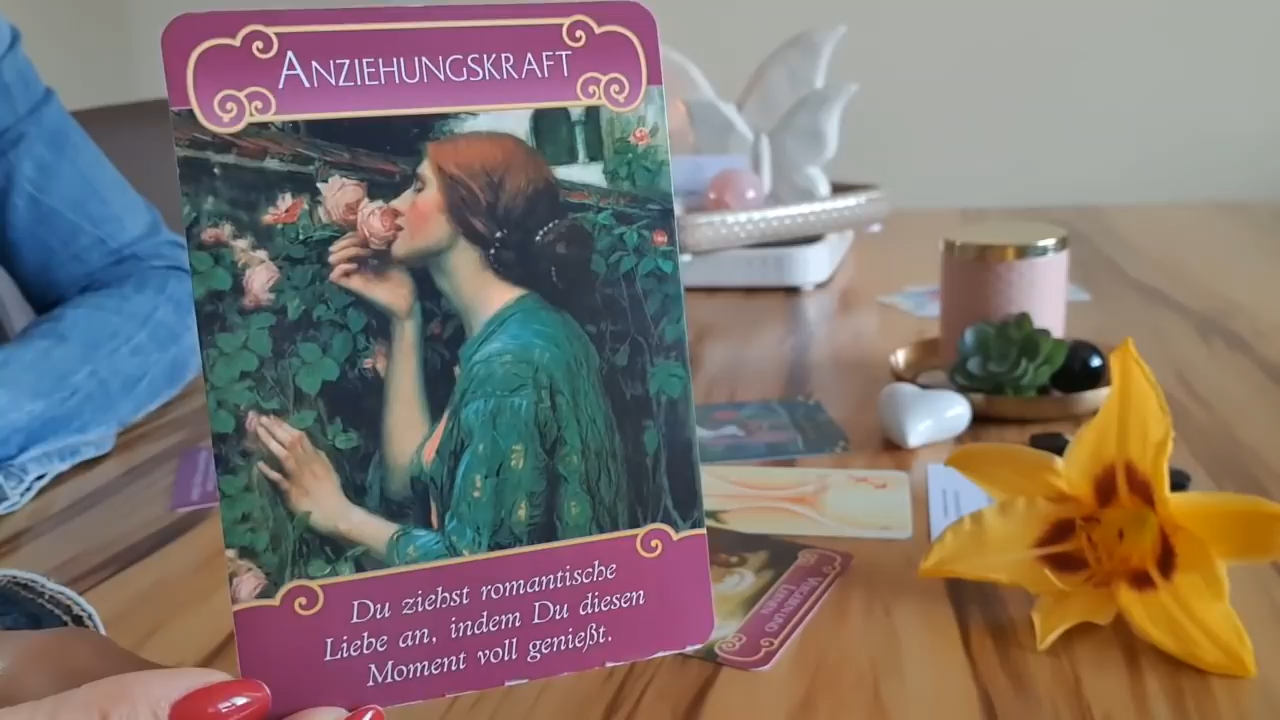 ANZIEHUNGSKRAFT
Du ziehst romantische
Liebe an, indem Du diesen
Moment voll genießt.